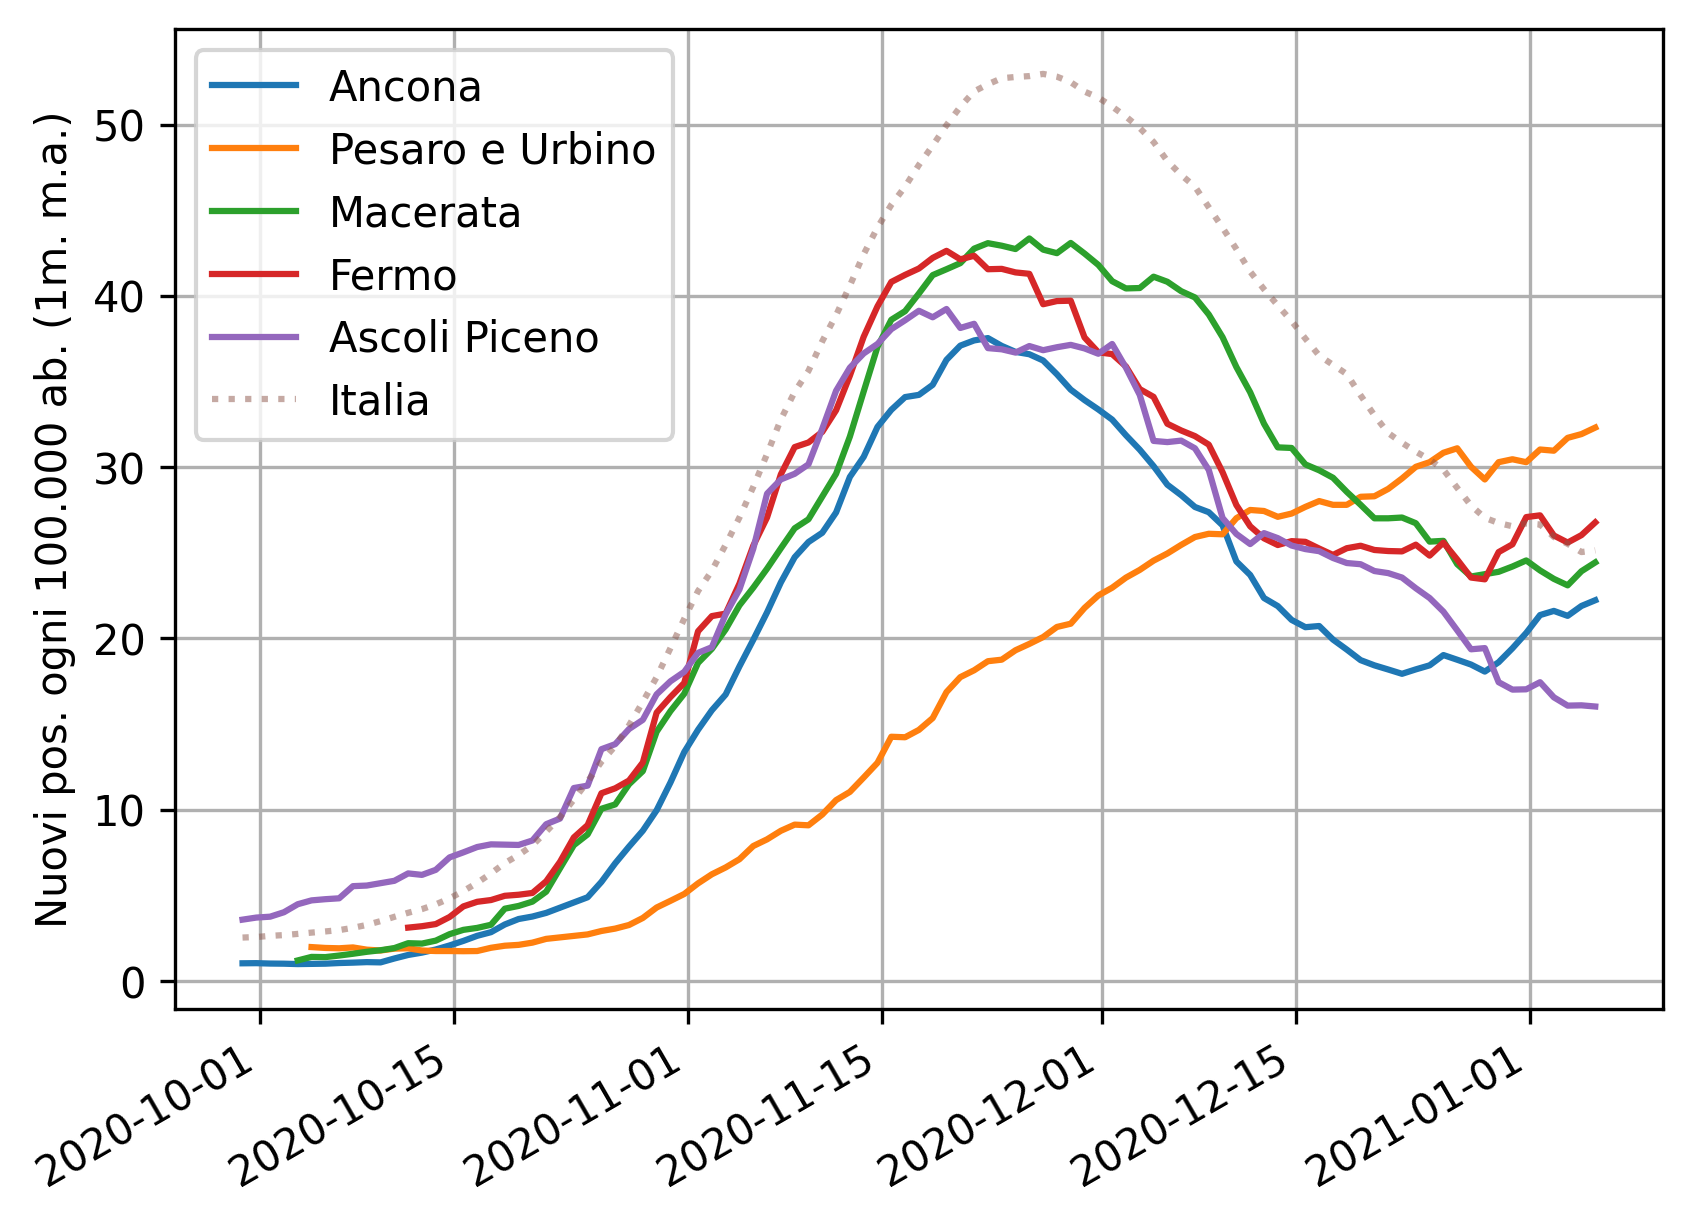 Nuovi pos. ogni 100.000 ab. (1m. m.a.)
50
40
30
20
10
0
Ancona
Pesaro e Urbino
Macerata
Fermo
Ascoli Piceno
Italia
2020-10-01
2020-10-15
2020-11-01
2020-11-15
2020-12-01
2020-12-15
2021-01-01